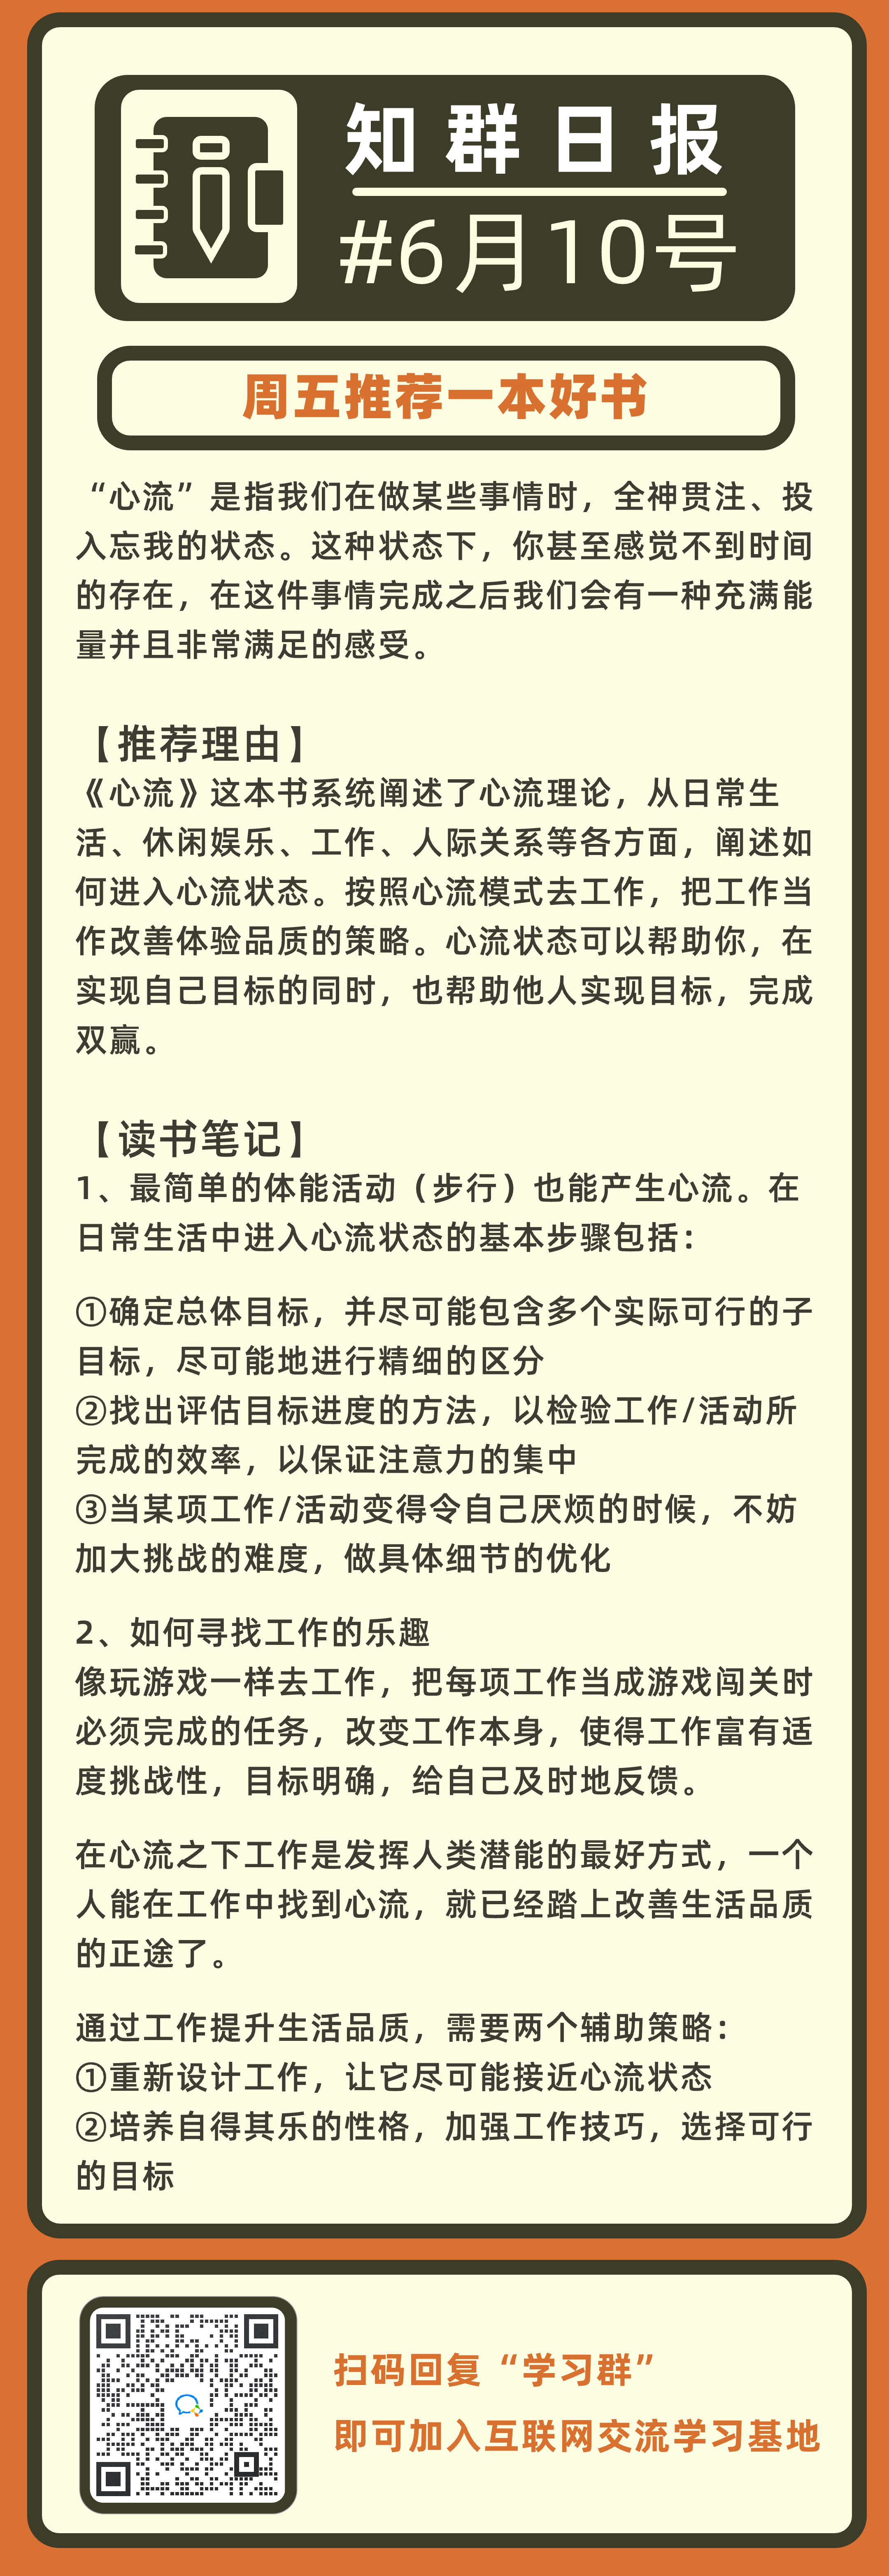 知群日报
#6月10号
周五推荐一本好书
“心流”是指我们在做某些事情时，全神贯注、投
入忘我的状态。这种状态下，你甚至感觉不到时间
的存在，在这件事情完成之后我们会有一种充满能
量并且非常满足的感受。
【推荐理由】
《心流》这本书系统阐述了心流理论，从日常生
活、休闲娱乐、工作、人际关系等各方面，阐述如
何进入心流状态。按照心流模式去工作，把工作当
作改善体验品质的策略。心流状态可以帮助你，在
实现自己目标的同时，也帮助他人实现目标，完成
双赢。
【读书笔记】
1、最简单的体能活动（步行）也能产生心流。在
日常生活中进入心流状态的基本步骤包括：
①确定总体目标，并尽可能包含多个实际可行的子
目标，尽可能地进行精细的区分
②找出评估目标进度的方法，以检验工作/活动所
完成的效率，以保证注意力的集中
③当某项工作/活动变得令自己厌烦的时候，不妨
加大挑战的难度，做具体细节的优化
2、如何寻找工作的乐趣
像玩游戏一样去工作，把每项工作当成游戏闯关时
必须完成的任务，改变工作本身，使得工作富有适
度挑战性，目标明确，给自己及时地反馈。
在心流之下工作是发挥人类潜能的最好方式，一个
人能在工作中找到心流，就已经踏上改善生活品质
的正途了。
通过工作提升生活品质，需要两个辅助策略：
①重新设计工作，让它尽可能接近心流状态
②培养自得其乐的性格，加强工作技巧，选择可行
的目标
扫码回复“学习群”
即可加入互联网交流学习基地